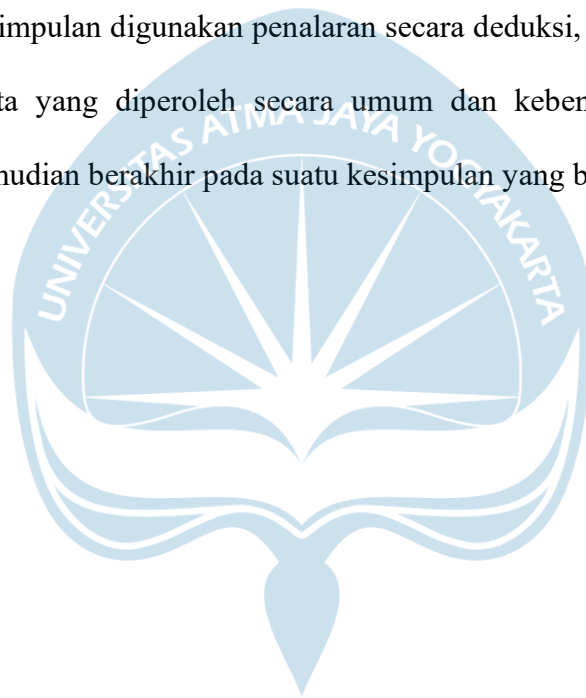 impulan digunakan penalaran secara deduksi,
ta yang diperoleh secara umum dan keben
nudian berakhir pada suatu kesimpulan yang b
UNIVERSITAS ATMA JAYA YOGYAKARTA